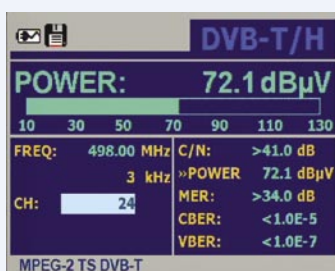 DVB-T/H
POWER: 72.1 dBµV
10 30 50 70 90 110 130
FREQ: 498.00 MHz
3 kHz
CH: 24
C/N: >41.0 dB
»POWER 72.1 dBµV
MER: >34.0 dB
CBER: <1.0E-5
VBER: <1.0E-7
MPEG-2 TS DVB-T